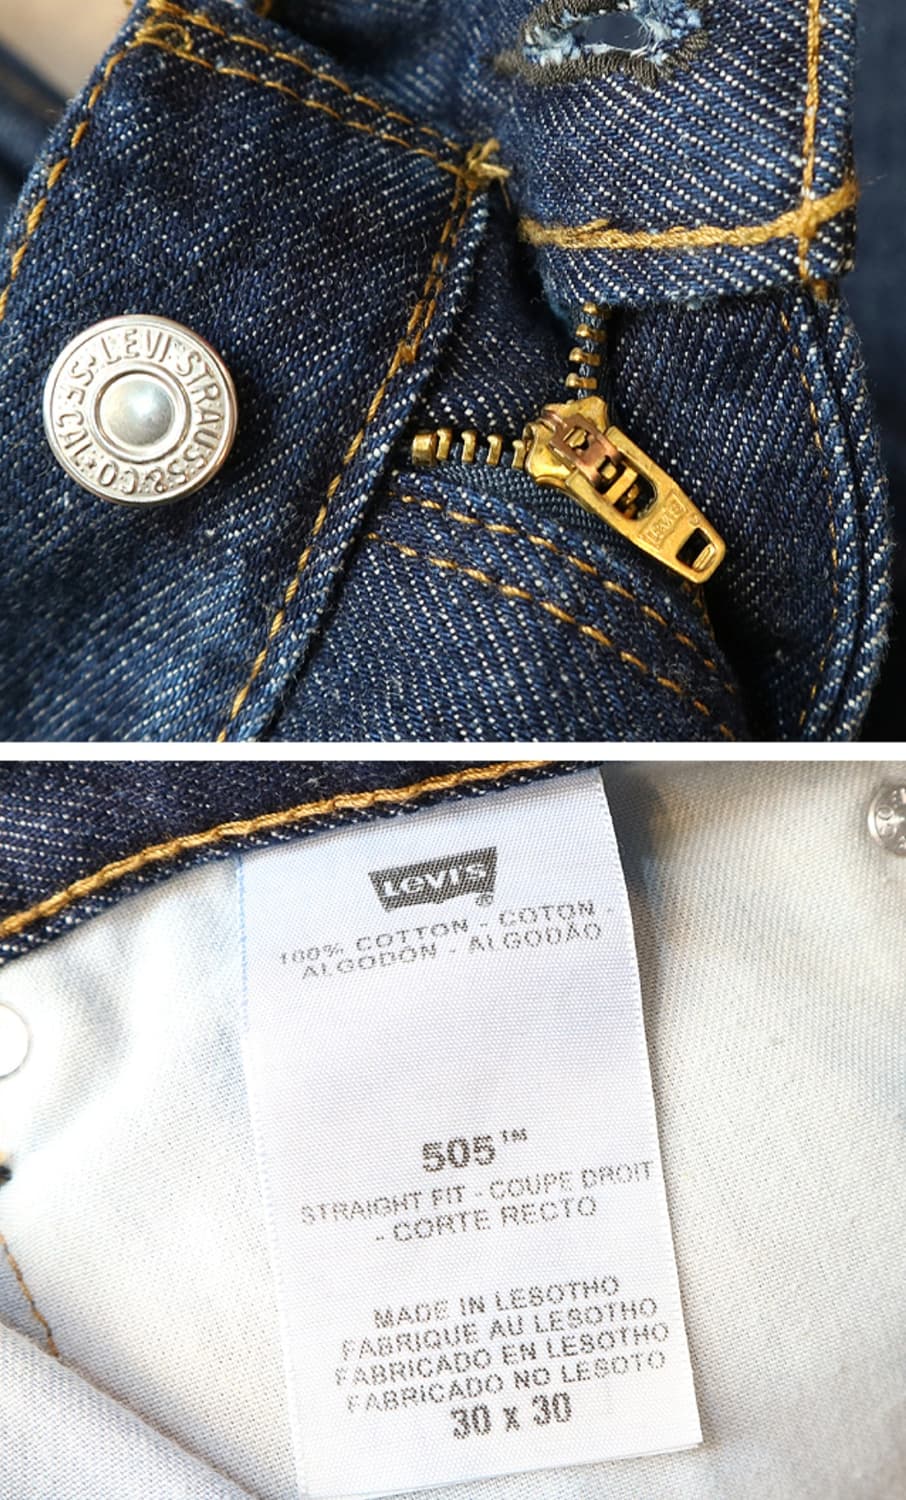 LEVI STRAUSS & CO.
S.F. CAL
LEVI'S
LEVI'S
®
100% COTTON - COTON -
ALGODÓN - ALGODÃO
505™
STRAIGHT FIT - COUPE DROIT
- CORTE RECTO
MADE IN LESOTHO
FABRIQUE AU LESOTHO
FABRICADO EN LESOTHO
FABRICADO NO LESOTO
30 x 30